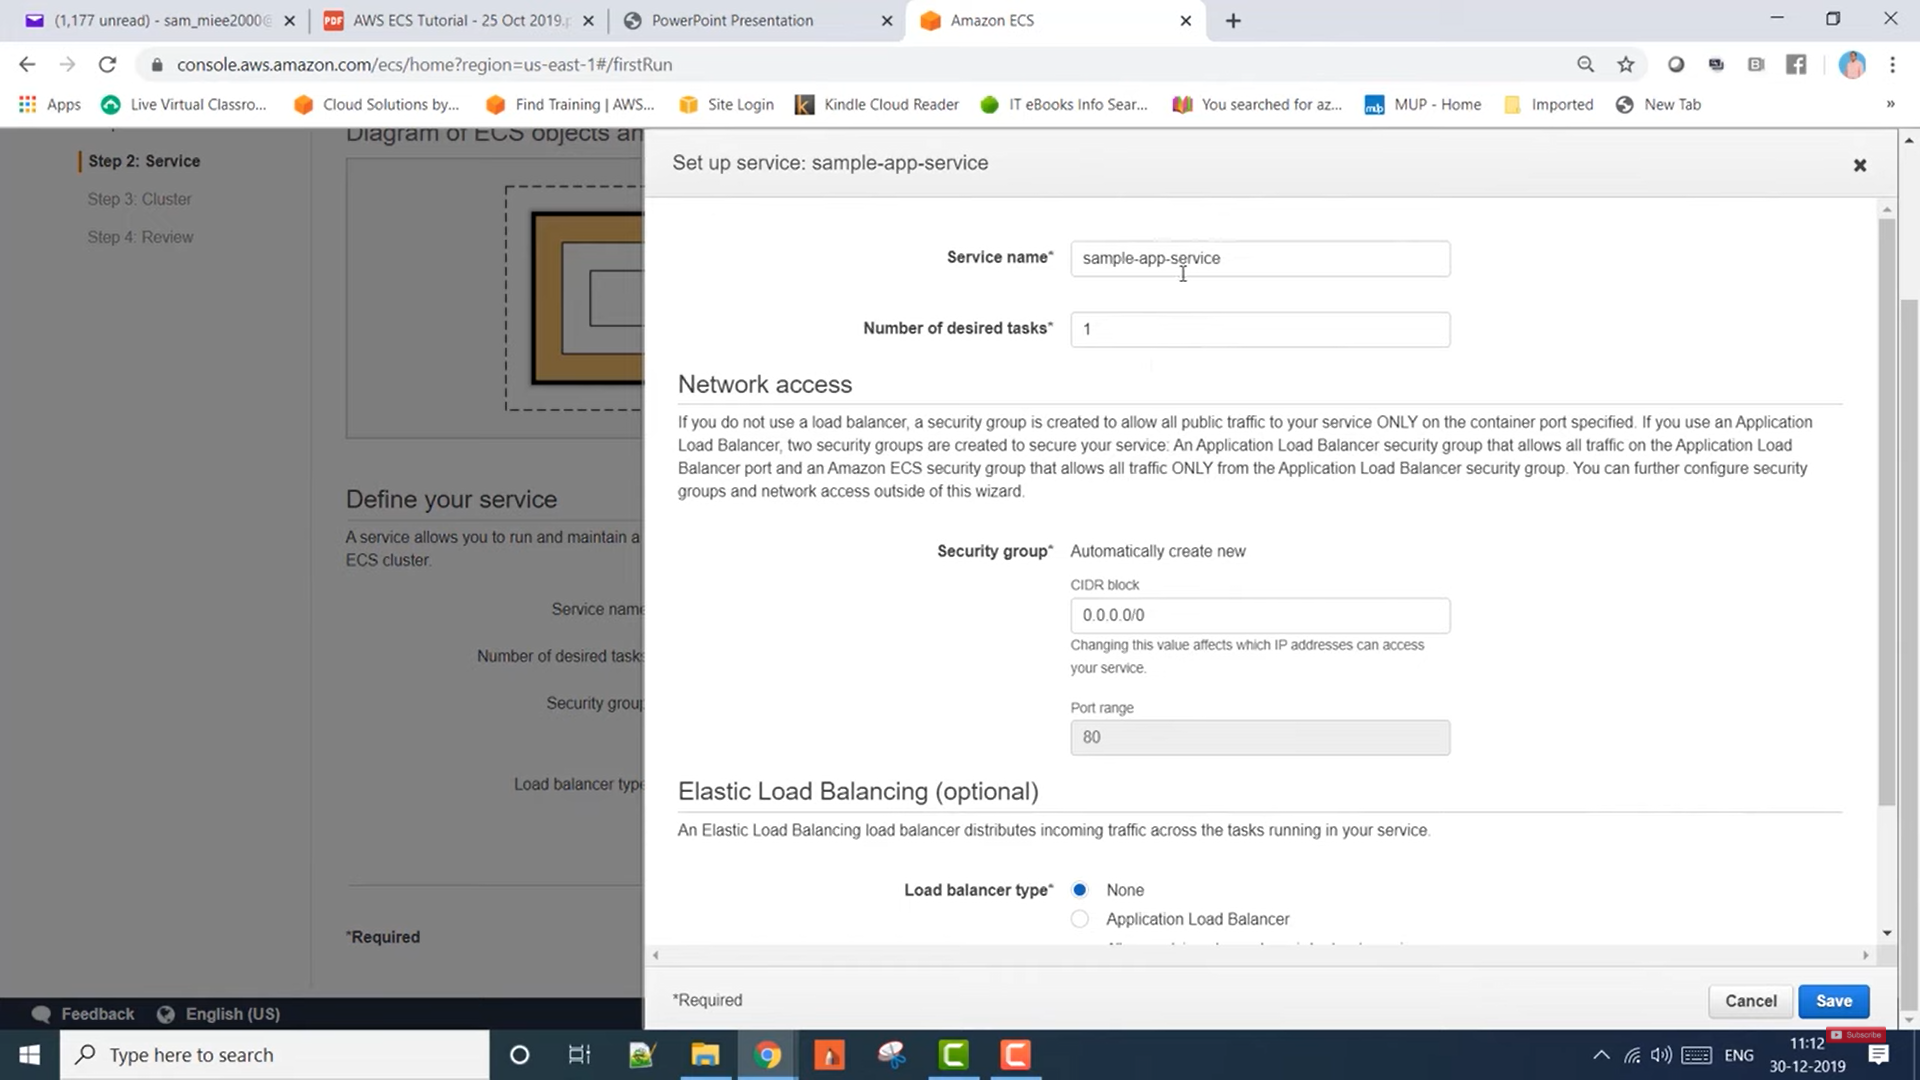 (1,177 unread) - sam_miee2000@
AWS ECS Tutorial - 25 Oct 2019.p
PowerPoint Presentation
Amazon ECS
console.aws.amazon.com/ecs/home?region=us-east-1#/firstRun
Apps
Live Virtual Classro...
Cloud Solutions by...
Find Training | AWS...
Site Login
Kindle Cloud Reader
IT eBooks Info Sear...
You searched for az...
MUP - Home
Imported
New Tab
Diagram of ECS objects an
Step 2: Service
Step 3: Cluster
Step 4: Review
Define your service
A service allows you to run and maintain a
ECS cluster.
Service name
Number of desired tasks
Security group
Load balancer type
*Required
Set up service: sample-app-service
Service name*
sample-app-service
Number of desired tasks*
1
Network access
If you do not use a load balancer, a security group is created to allow all public traffic to your service ONLY on the container port specified. If you use an Application
Load Balancer, two security groups are created to secure your service: An Application Load Balancer security group that allows all traffic on the Application Load
Balancer port and an Amazon ECS security group that allows all traffic ONLY from the Application Load Balancer security group. You can further configure security
groups and network access outside of this wizard.
Security group*
Automatically create new
CIDR block
0.0.0.0/0
Changing this value affects which IP addresses can access
your service.
Port range
80
Elastic Load Balancing (optional)
An Elastic Load Balancing load balancer distributes incoming traffic across the tasks running in your service.
Load balancer type*
None
Application Load Balancer
*Required
Cancel
Save
Feedback
English (US)
Subscribe
Type here to search
ENG
11:12
30-12-2019